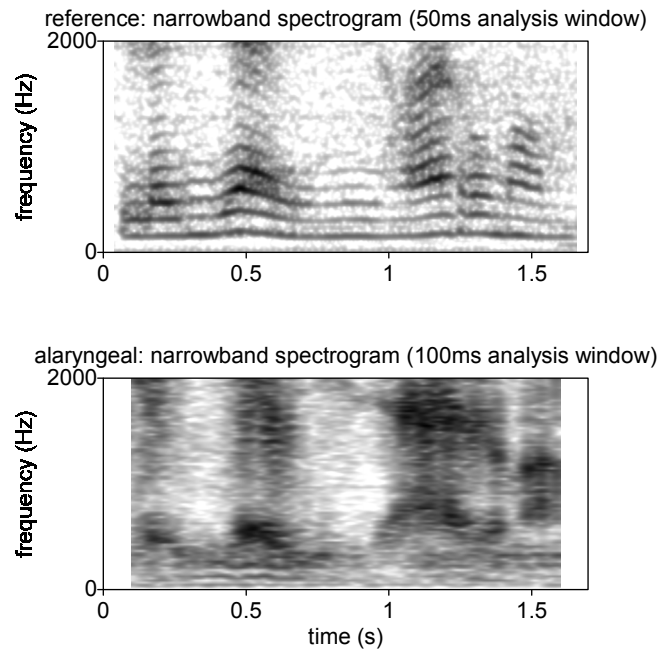 reference: narrowband spectrogram (50ms analysis window)
2000
frequency (Hz)
0
0 0.5 1 1.5
alaryngeal: narrowband spectrogram (100ms analysis window)
2000
frequency (Hz)
0
0 0.5 1 1.5
time (s)